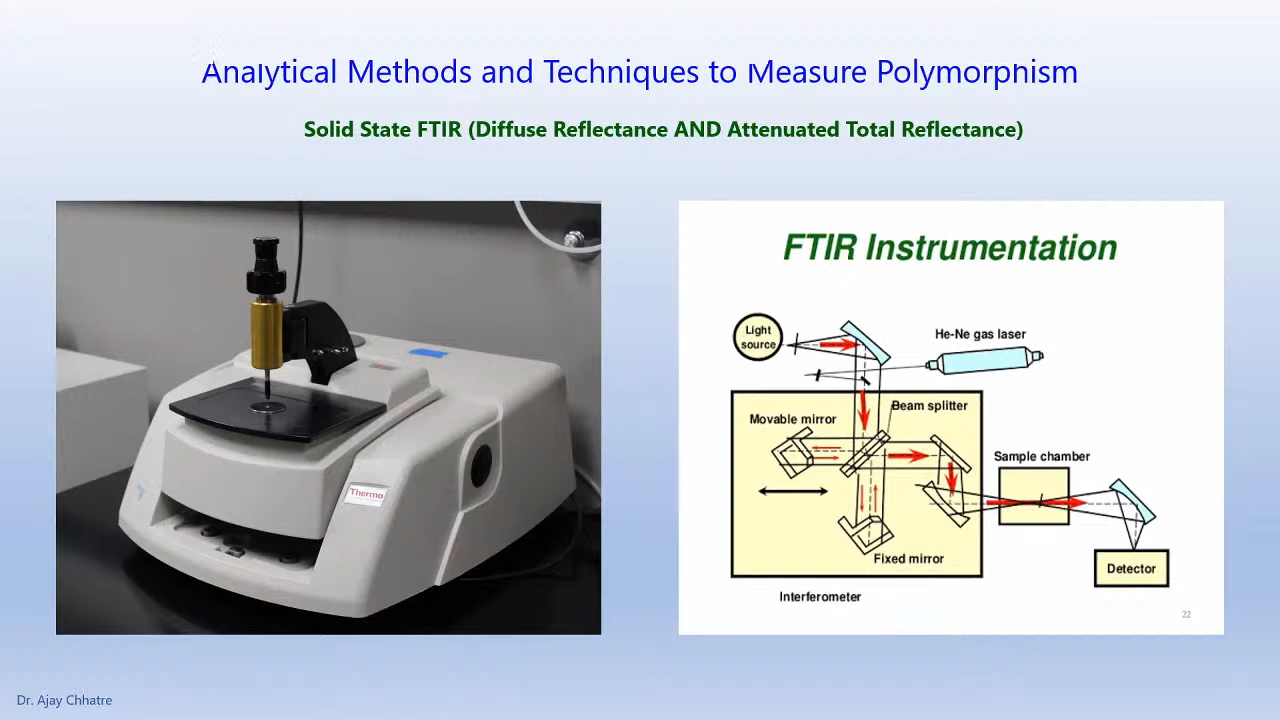 Analytical Methods and Techniques to Measure Polymorphism
Solid State FTIR (Diffuse Reflectance AND Attenuated Total Reflectance)
Thermo
FTIR Instrumentation
Light
source
He-Ne gas laser
Beam splitter
Movable mirror
Sample chamber
Fixed mirror
Detector
Interferometer
22
Dr. Ajay Chhatre